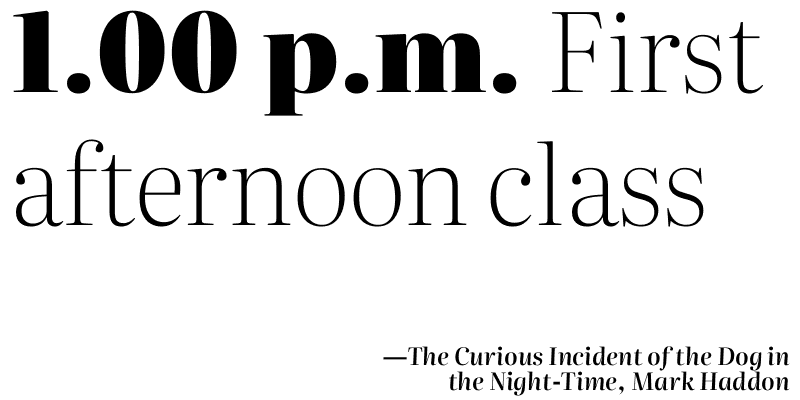 1.00 p.m. First
afternoon class
—The Curious Incident of the Dog in
the Night-Time, Mark Haddon